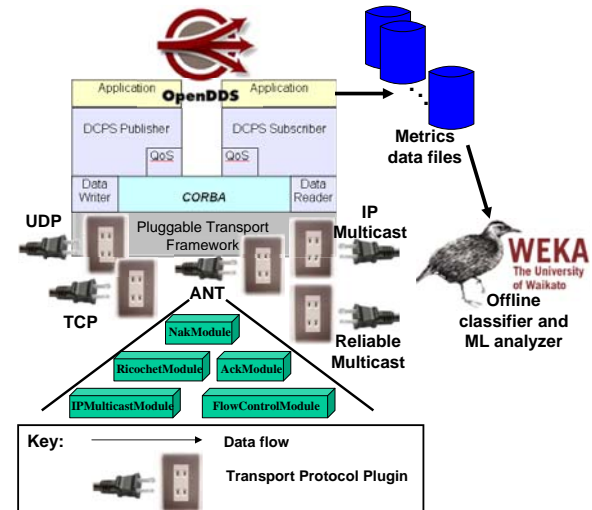 Application
OpenDDS
Application
DCPS Publisher
DCPS Subscriber
QoS
QoS
Data
Writer
CORBA
Data
Reader
Pluggable Transport
Framework
UDP
TCP
ANT
IP
Multicast
Reliable
Multicast
Metrics
data files
WEKA
The University
of Waikato
Offline
classifier and
ML analyzer
NakModule
RicochetModule
AckModule
IPMulticastModule
FlowControlModule
Key:
Data flow
Transport Protocol Plugin